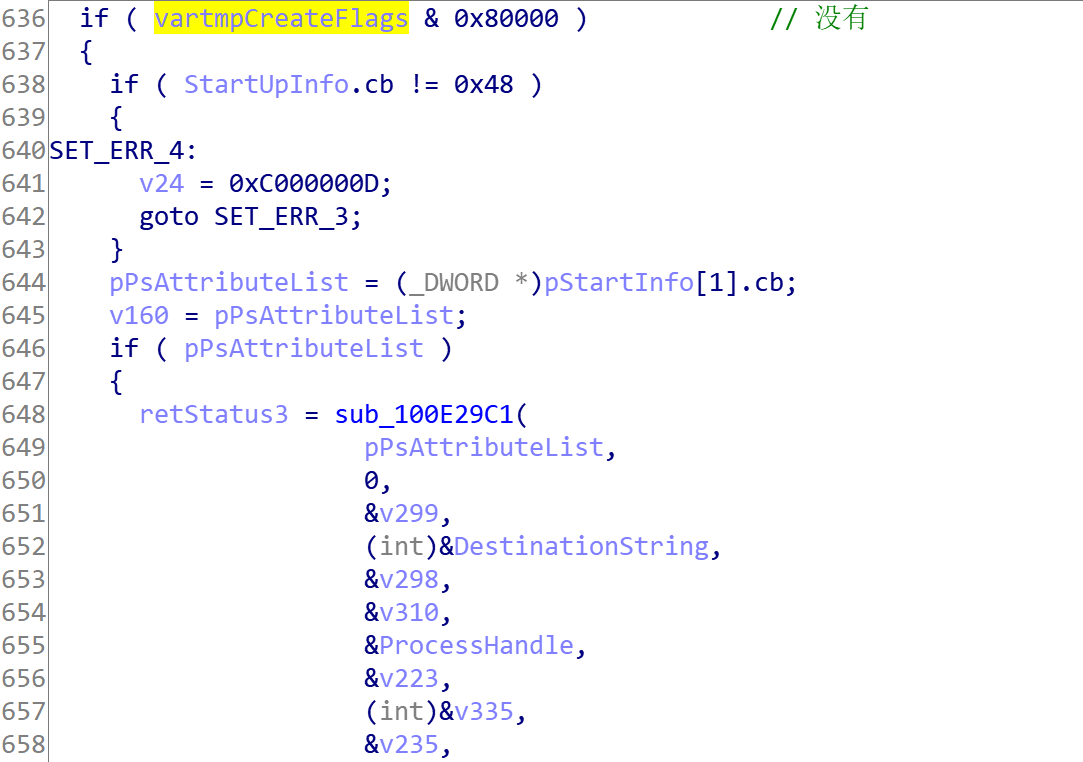 636 if ( vartmpCreateFlags & 0x80000 ) // 没有
637 {
638 if ( StartUpInfo.cb != 0x48 )
639 {
640 SET_ERR_4:
641 v24 = 0xC000000D;
642 goto SET_ERR_3;
643 }
644 pPsAttributeList = (_DWORD *)pStartInfo[1].cb;
645 v160 = pPsAttributeList;
646 if ( pPsAttributeList )
647 {
648 retStatus3 = sub_100E29C1(
649 pPsAttributeList,
650 0,
651 &v299,
652 (int)&DestinationString,
653 &v298,
654 &v310,
655 &ProcessHandle,
656 &v223,
657 (int)&v335,
658 &v235,